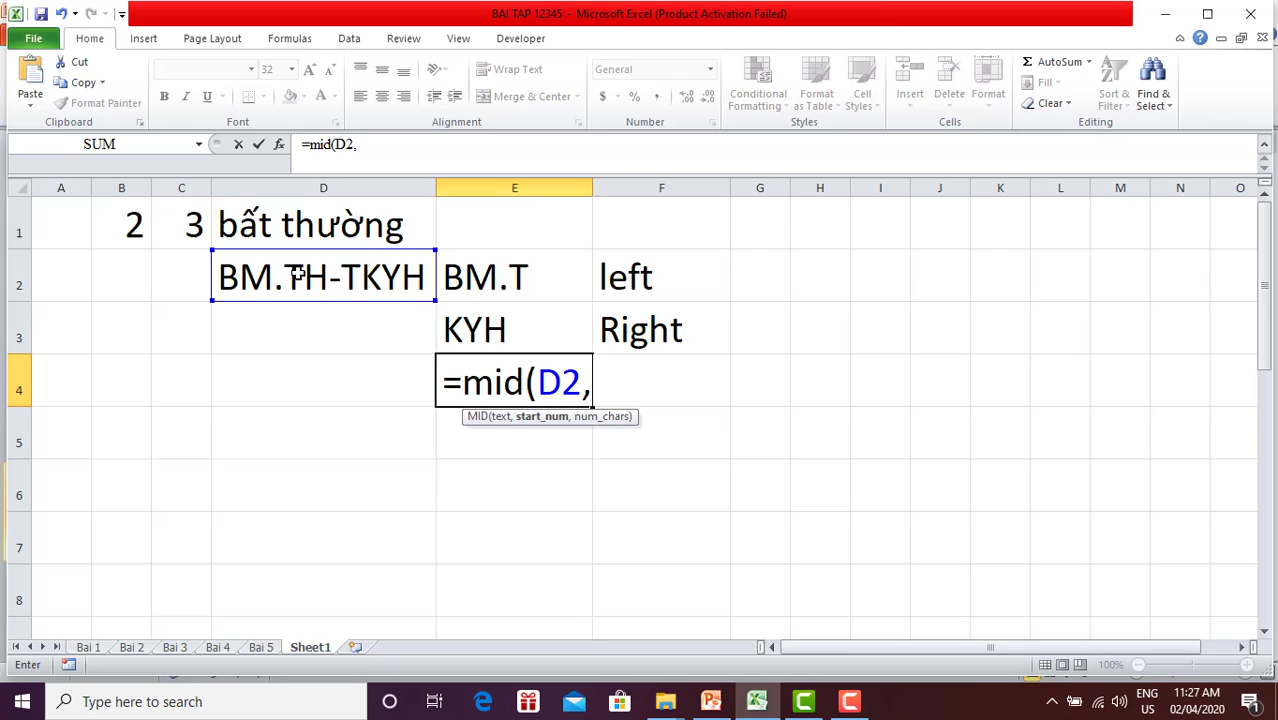 BAI TAP 12345 - Microsoft Excel (Product Activation Failed)
File Home Insert Page Layout Formulas Data Review View Developer
Paste
Cut
Copy
Format Painter
Clipboard
32 A A
B I U A
Font
Wrap Text
Merge & Center
Alignment
General
$ % ,
Number
Conditional Formatting
Format as Table
Cell Styles
Styles
Insert Delete Format
Cells
AutoSum
Fill
Clear
Sort & Filter
Find & Select
Editing
SUM fx =mid(D2,
A B C D E F G H I J K L M N O
1 2 3 bất thường
2 BM.TH-TKYH BM.T left
3 KYH Right
4 =mid(D2,
MID(text, start_num, num_chars)
5
6
7
8
Bai 1 Bai 2 Bai 3 Bai 4 Bai 5 Sheet1
Enter 100%
Type here to search
ENG
US
11:27 AM
02/04/2020
1